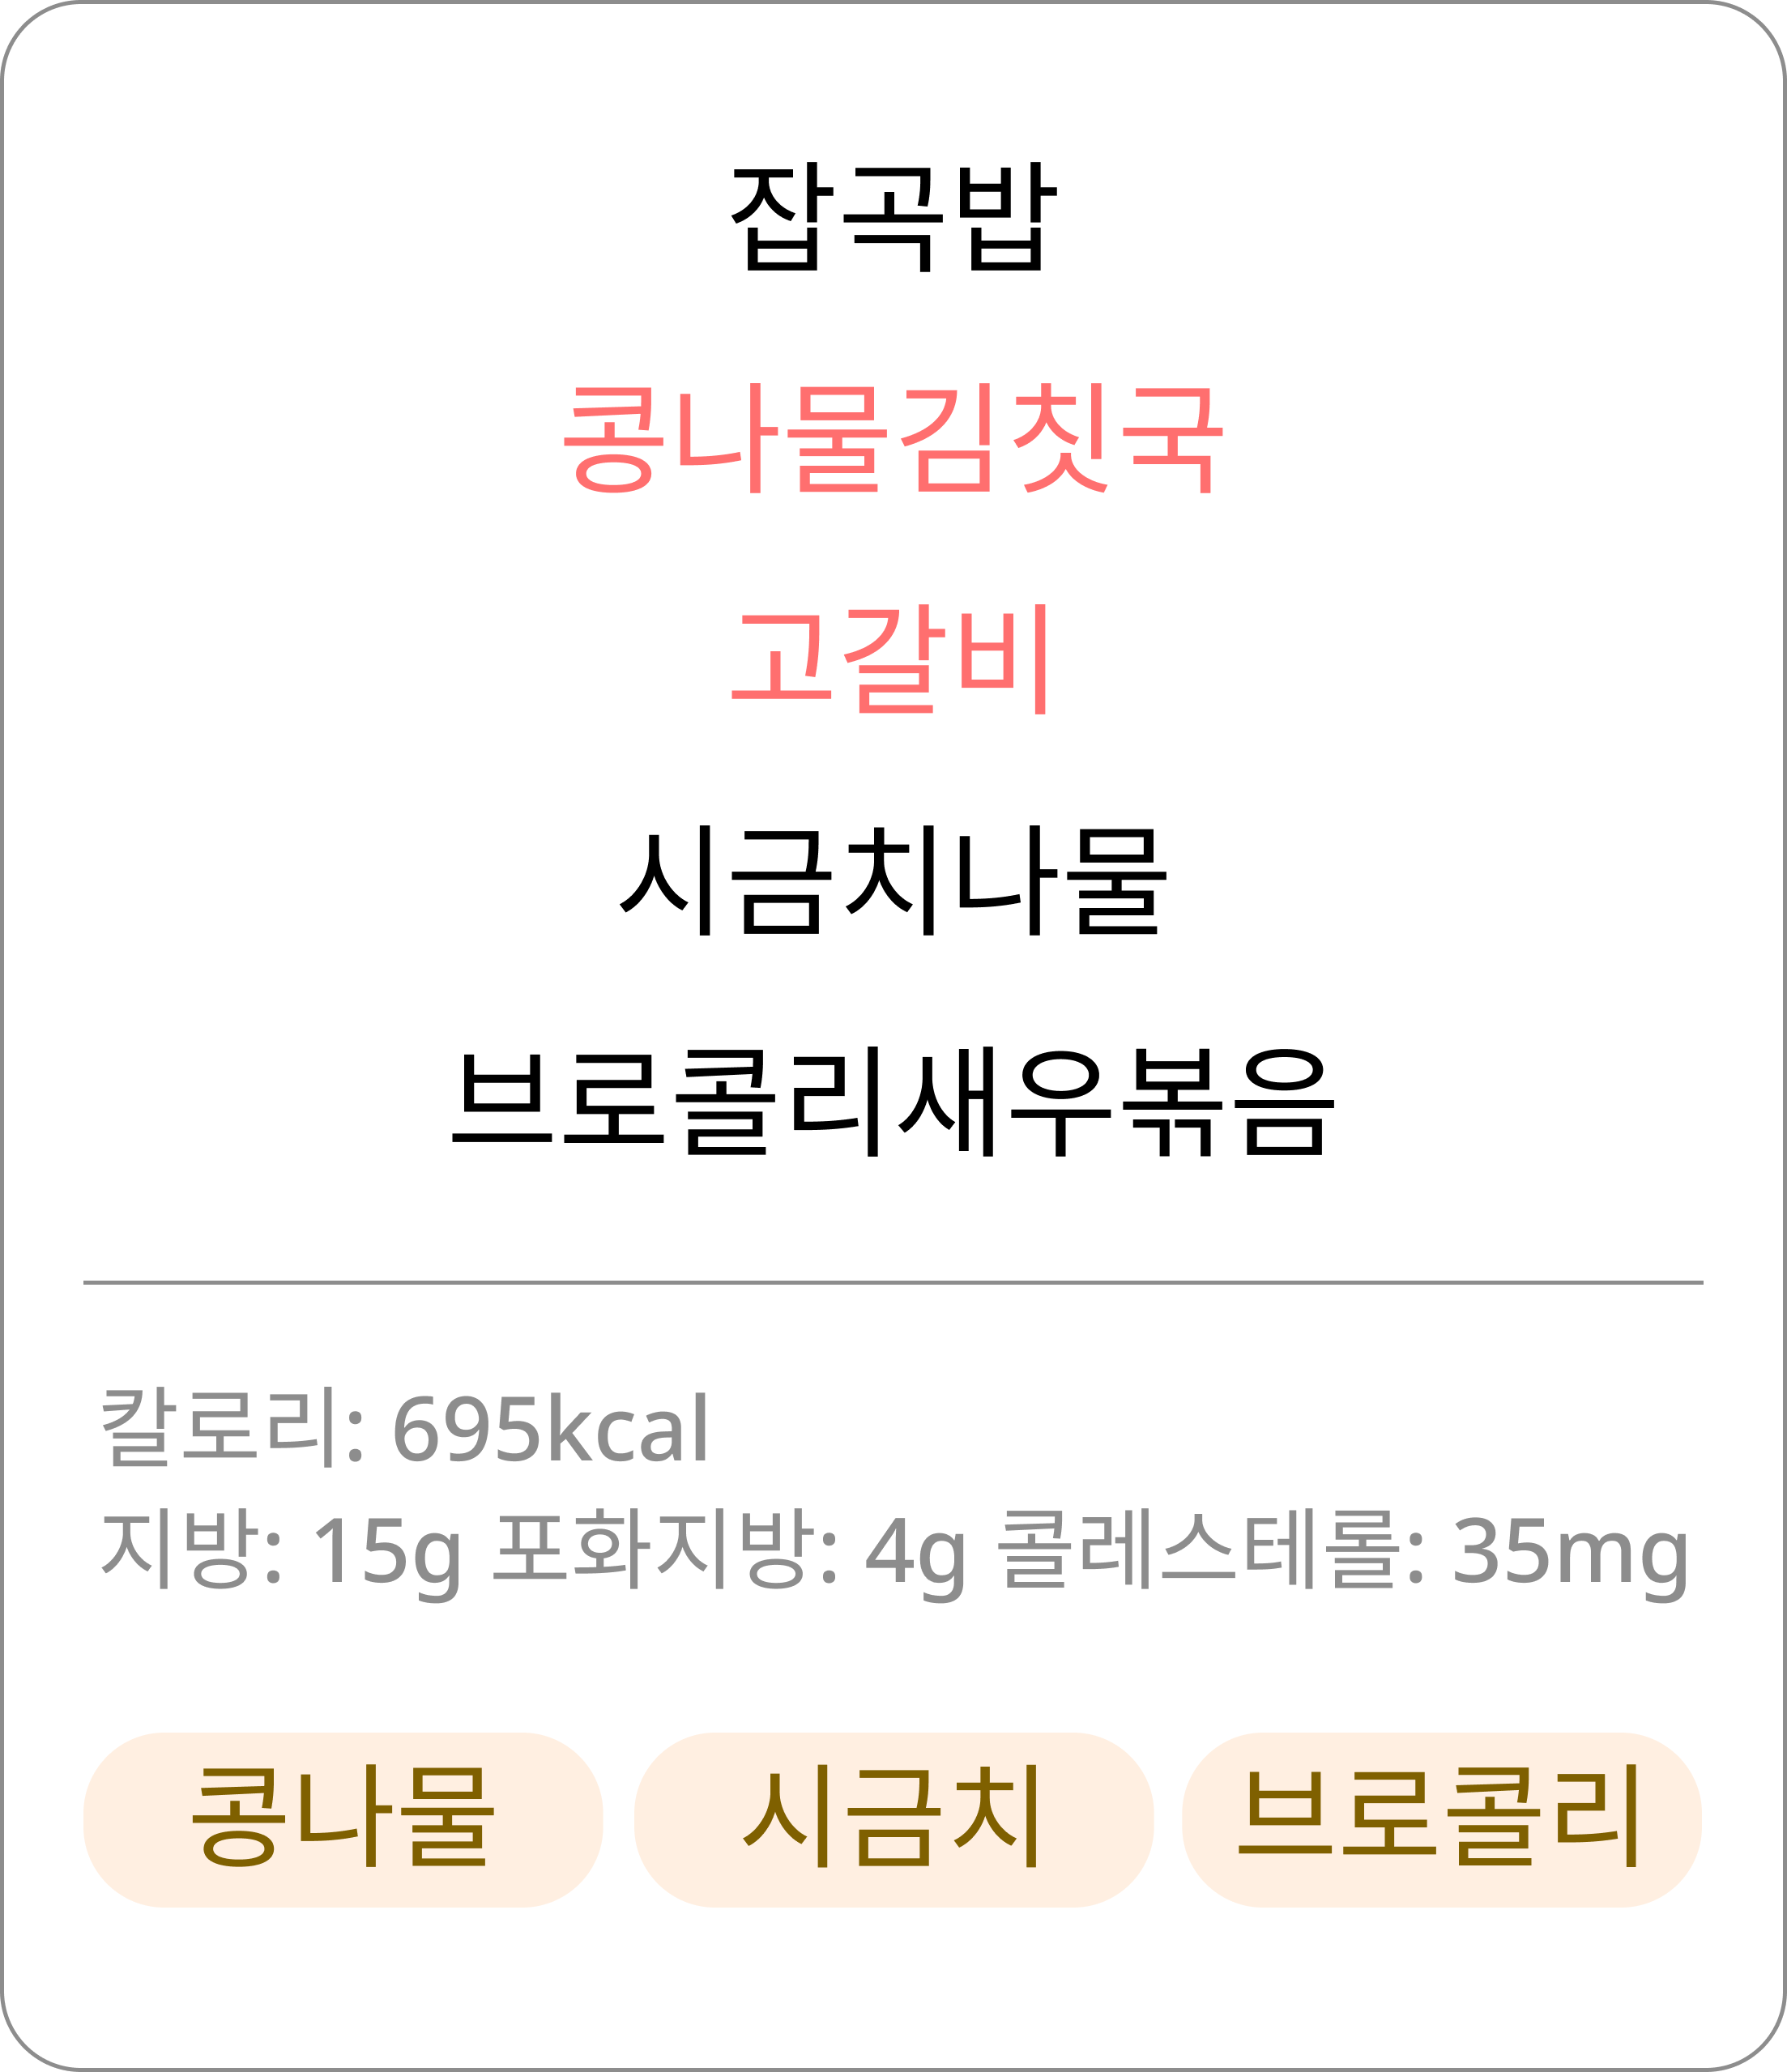 잡곡밥
콩나물김칫국
고갈비
시금치나물
브로콜리새우볶음
칼로리: 695kcal
지방: 15g 포화지방: 4g 콜레스테롤: 35mg
콩나물 시금치 브로콜리